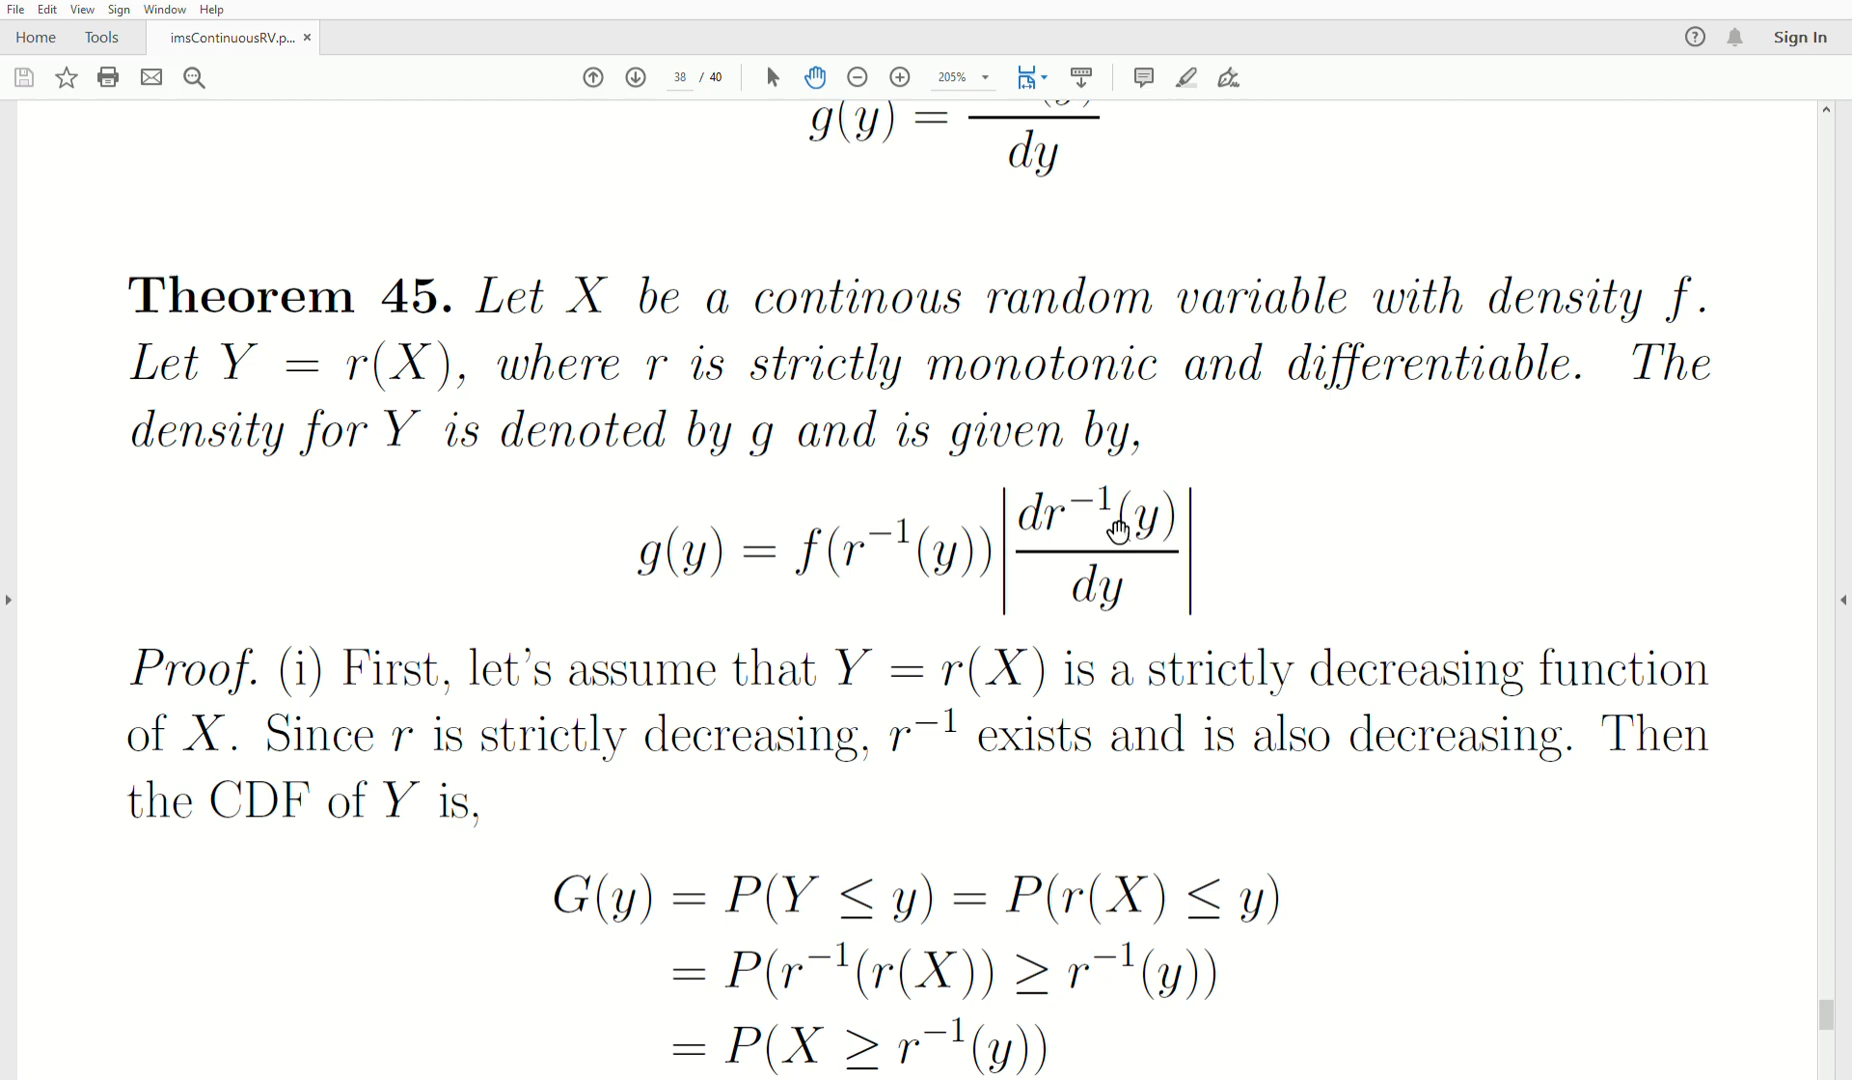 File Edit View Sign Window Help
Home Tools imsContinuousRV.p... × Sign In
38 / 40 205%
g(y) = / dy
Theorem 45. Let X be a continous random variable with density f.
Let Y = r(X), where r is strictly monotonic and differentiable. The
density for Y is denoted by g and is given by,
g(y) = f(r⁻¹(y)) | dr⁻¹(y) / dy |
Proof. (i) First, let's assume that Y = r(X) is a strictly decreasing function
of X. Since r is strictly decreasing, r⁻¹ exists and is also decreasing. Then
the CDF of Y is,
G(y) = P(Y ≤ y) = P(r(X) ≤ y)
= P(r⁻¹(r(X)) ≥ r⁻¹(y))
= P(X ≥ r⁻¹(y))